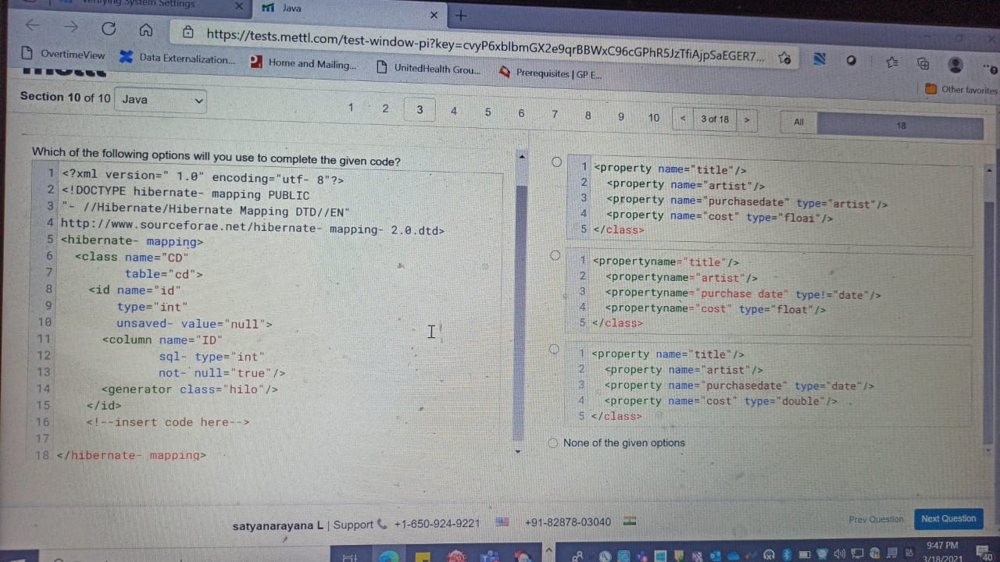 Verifying System Settings
Java
https://tests.mettl.com/test-window-pi?key=cvyP6xblbmGX2e9qrBBWxC96cGPhR5JzTfiAjpSaEGER7...
OvertimeView Data Externalization... Home and Mailing... UnitedHealth Grou... Prerequisites | GP E...
Other favorites
mettl
Section 10 of 10 Java 1 2 3 4 5 6 7 8 9 10 < 3 of 18 > All 18
Which of the following options will you use to complete the given code?
1 <?xml version=" 1.0" encoding="utf- 8"?>
2 <!DOCTYPE hibernate- mapping PUBLIC
3 "- //Hibernate/Hibernate Mapping DTD//EN"
4 http://www.sourceforae.net/hibernate- mapping- 2.0.dtd>
5 <hibernate- mapping>
6 <class name="CD"
7 table="cd">
8 <id name="id"
9 type="int"
10 unsaved- value="null">
11 <column name="ID"
12 sql- type="int"
13 not- null="true"/>
14 <generator class="hilo"/>
15 </id>
16 <!--insert code here-->
17
18 </hibernate- mapping>
1 <property name="title"/>
2 <property name="artist"/>
3 <property name="purchasedate" type="artist"/>
4 <property name="cost" type="floai"/>
5 </class>
1 <propertyname="title"/>
2 <propertyname="artist"/>
3 <propertyname="purchase date" type!="date"/>
4 <propertyname="cost" type="float"/>
5 </class>
1 <property name="title"/>
2 <property name="artist"/>
3 <property name="purchasedate" type="date"/>
4 <property name="cost" type="double"/>
5 </class>
None of the given options
satyanarayana L | Support +1-650-924-9221 +91-82878-03040
Prev Question Next Question
9:47 PM
3/18/2021
40